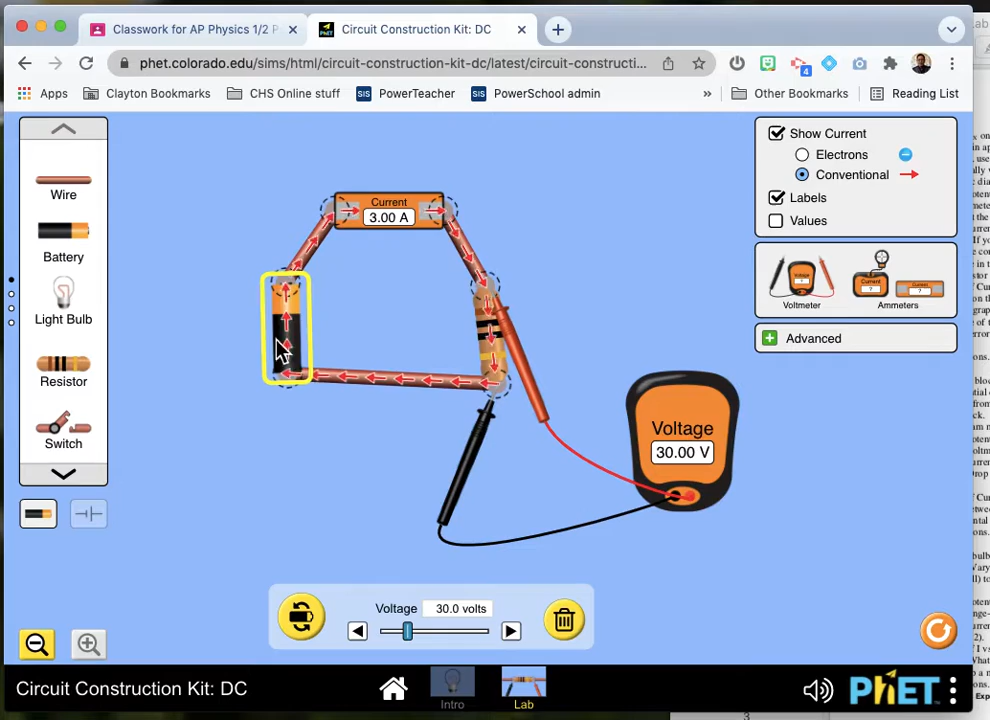 Classwork for AP Physics 1/2 P
Circuit Construction Kit: DC
phet.colorado.edu/sims/html/circuit-construction-kit-dc/latest/circuit-constructi...
4
Apps
Clayton Bookmarks
CHS Online stuff
SIS PowerTeacher
SIS PowerSchool admin
»
Other Bookmarks
Reading List
Wire
Battery
Light Bulb
Resistor
Switch
Current
3.00 A
Show Current
Electrons
Conventional
Labels
Values
Voltmeter
Ammeters
Advanced
Voltage
30.00 V
Voltage 30.0 volts
Circuit Construction Kit: DC
Intro
Lab
PhET